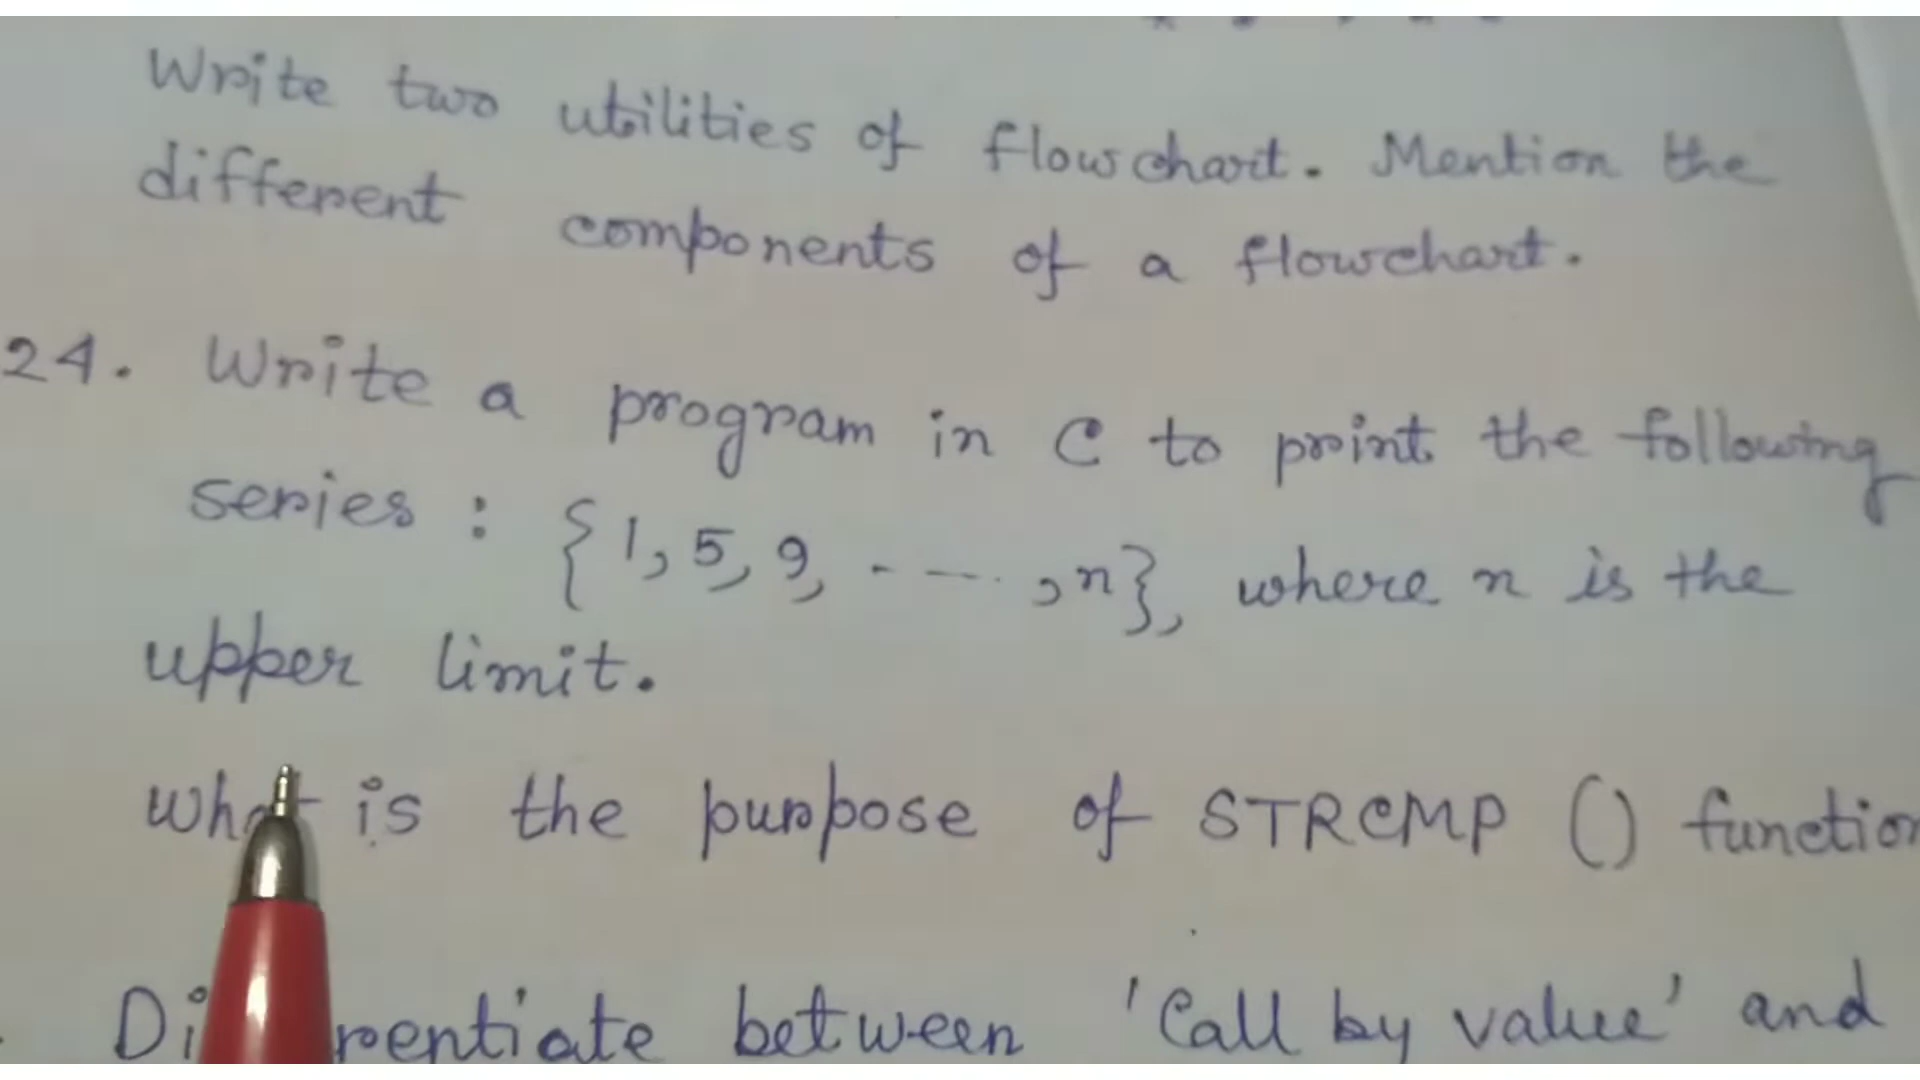 Write two utilities of flowchart. Mention the
different components of a flowchart.
24. Write a program in C to print the following
series : {1, 5, 9, - - - . , n}, where n is the
upper limit.
What is the purpose of STRCMP () function
between 'Call by value' and